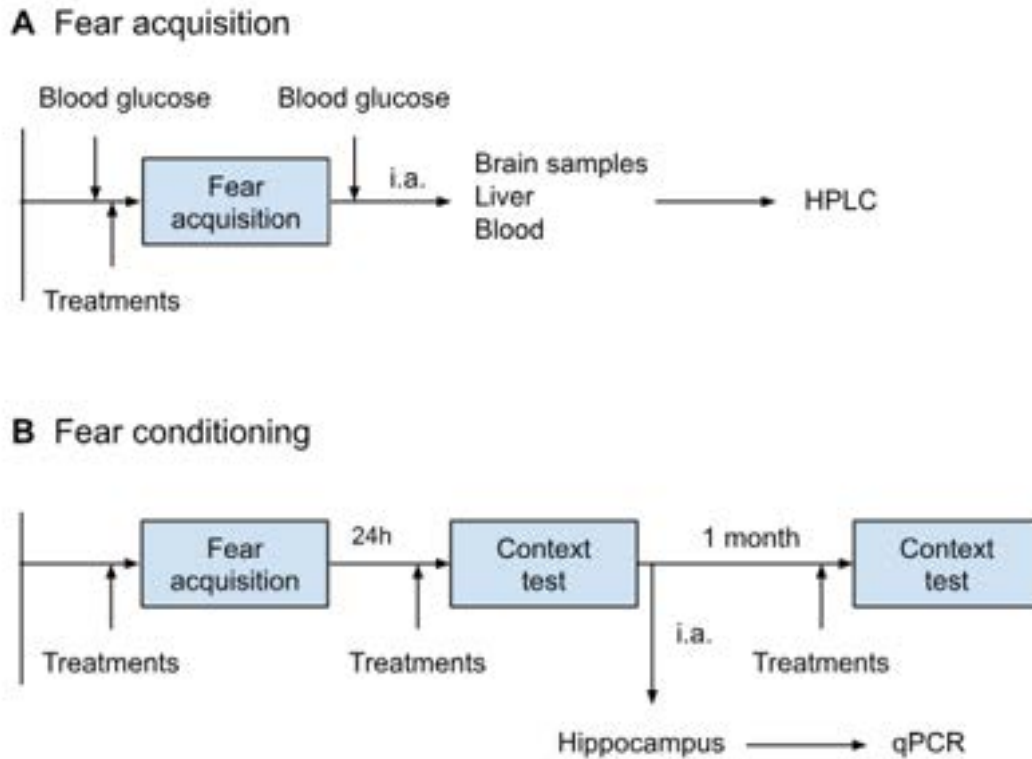 A Fear acquisition
Blood glucose
Blood glucose
Fear
acquisition
i.a.
Brain samples
Liver
Blood
HPLC
Treatments
B Fear conditioning
Fear
acquisition
24h
Context
test
1 month
Context
test
Treatments
Treatments
i.a.
Treatments
Hippocampus
qPCR